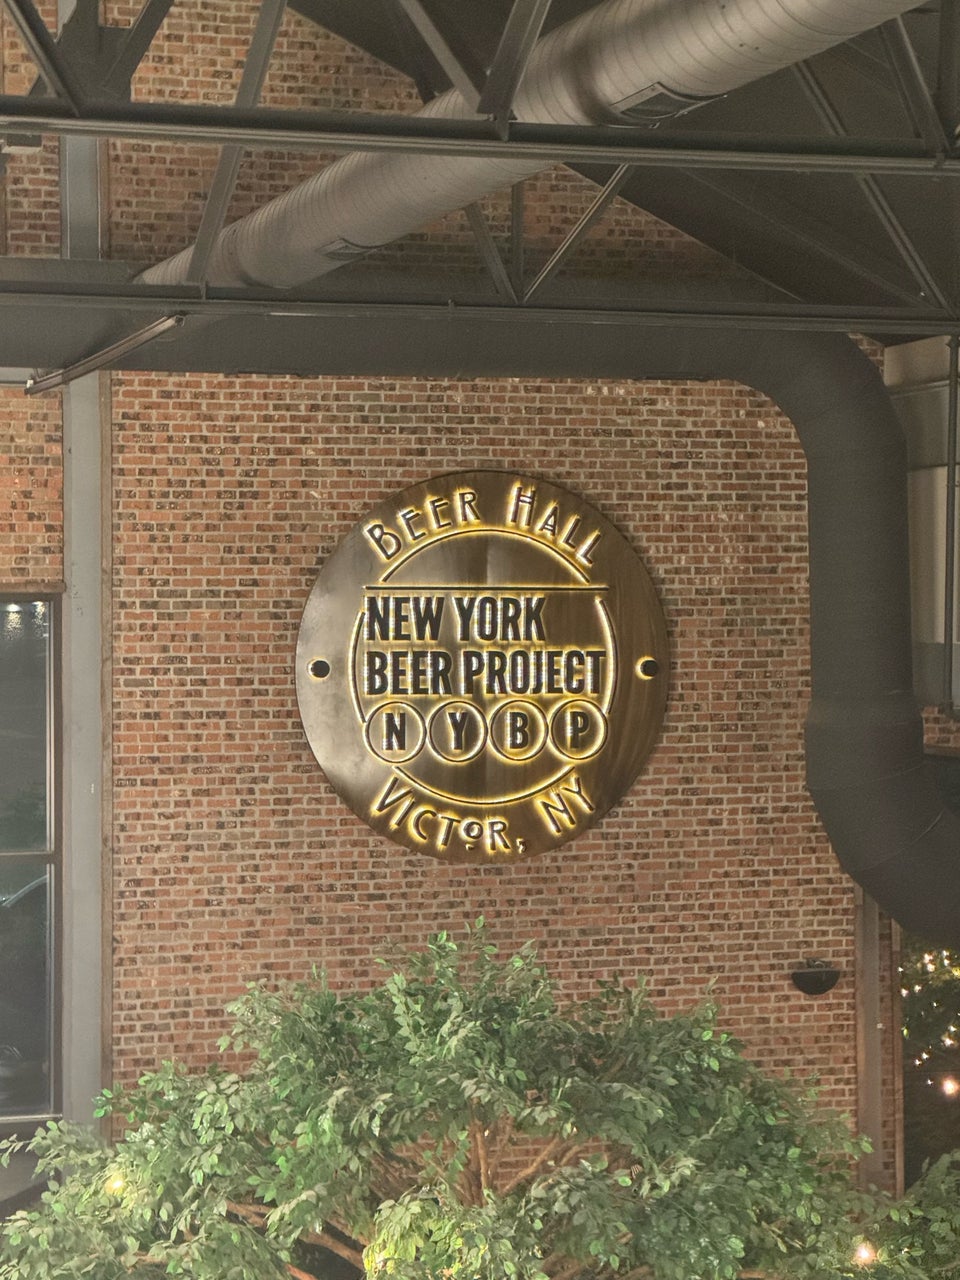 BEER HALL
NEW YORK
BEER PROJECT
N Y B P
VICTOR, NY